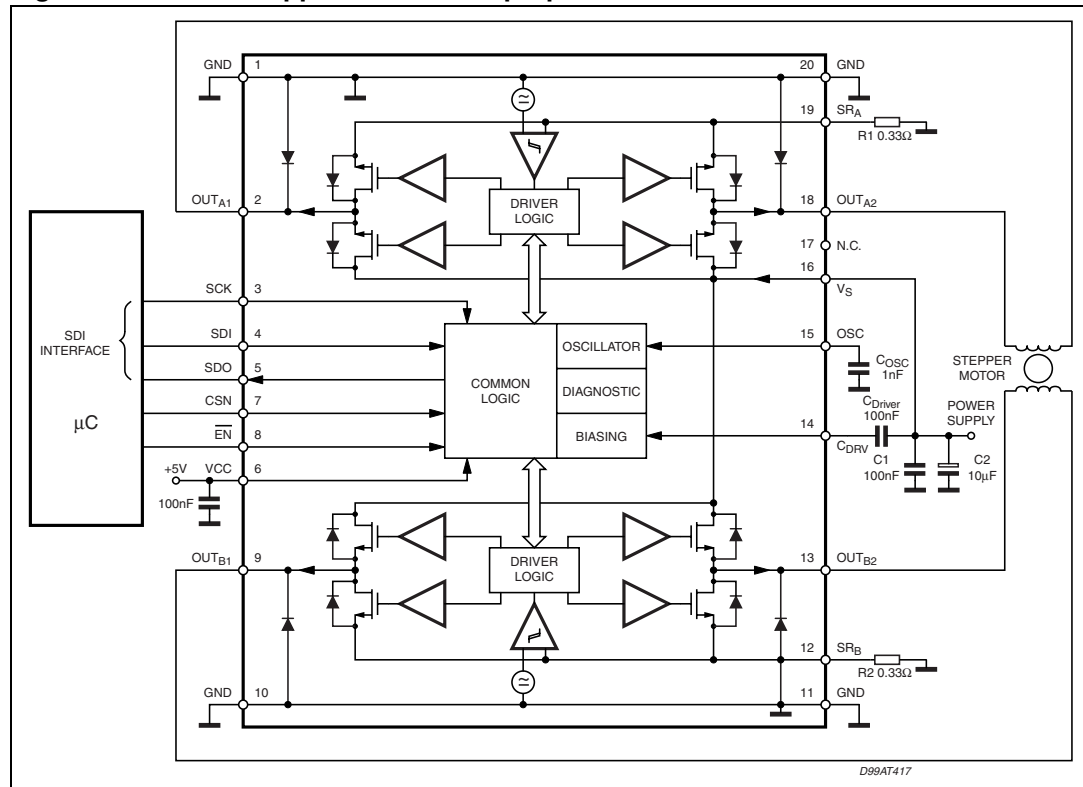 GND 1
20 GND
19 SRA
R1 0.33Ω
OUTA1 2
DRIVER
LOGIC
18 OUTA2
17 N.C.
16
VS
SCK 3
SDI
INTERFACE
SDI 4
SDO 5
CSN 7
EN 8
µC
+5V VCC 6
100nF
COMMON
LOGIC
OSCILLATOR
DIAGNOSTIC
BIASING
15 OSC
COSC
1nF
CDriver
100nF
14
CDRV
C1
100nF
POWER
SUPPLY
C2
10µF
STEPPER
MOTOR
OUTB1 9
DRIVER
LOGIC
13 OUTB2
12 SRB
R2 0.33Ω
GND 10
11 GND
D99AT417